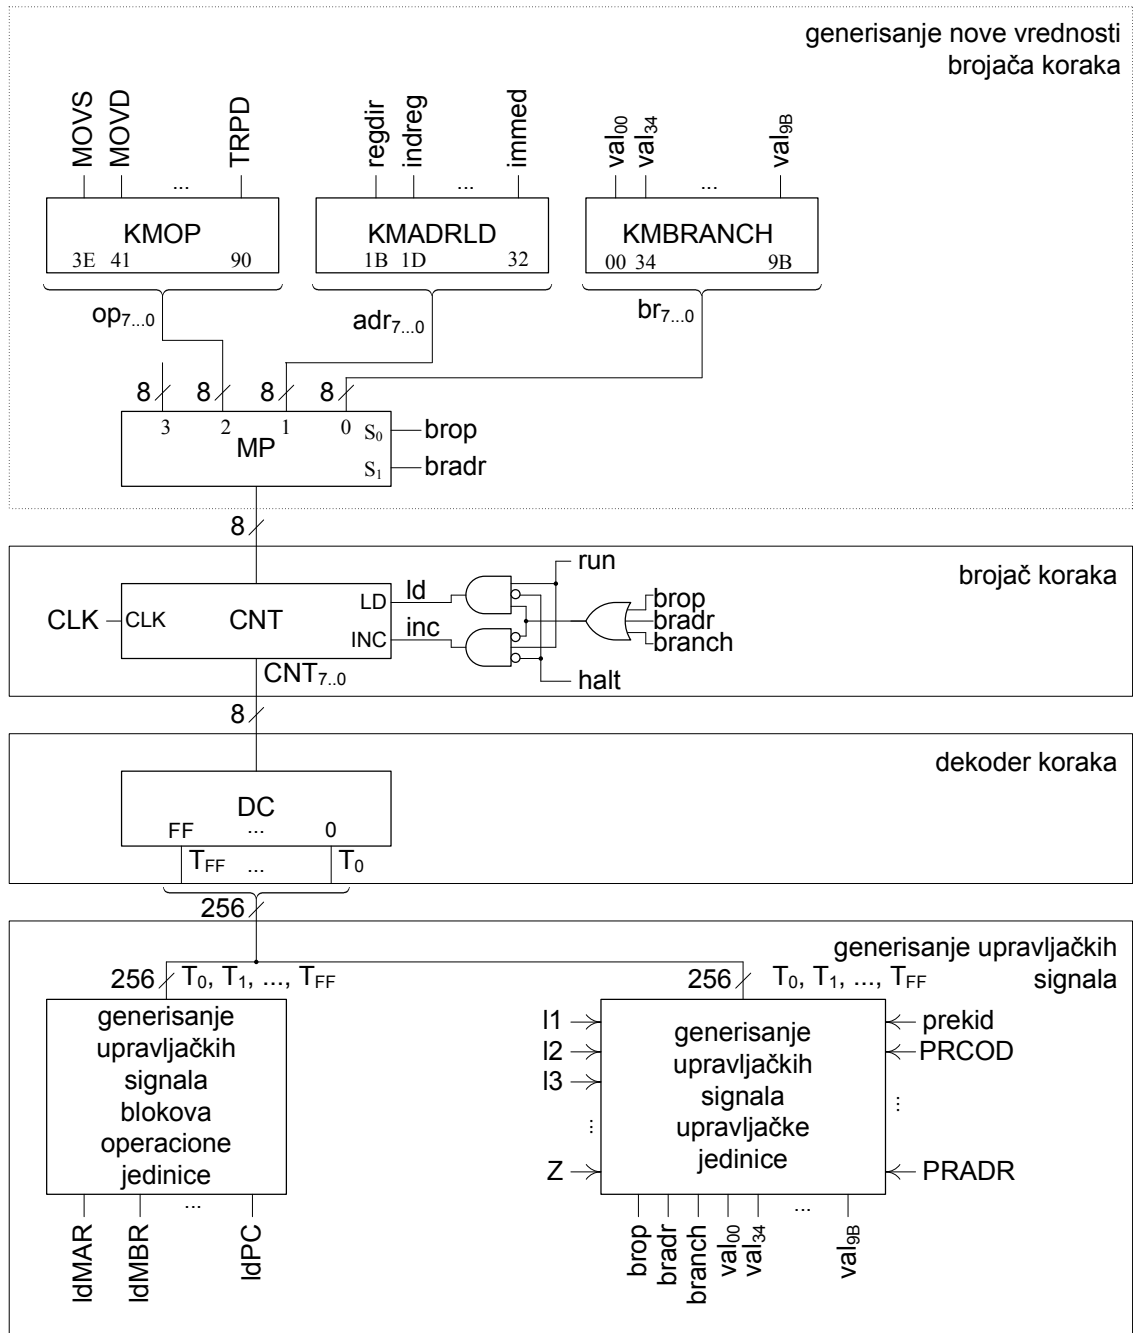 generisanje nove vrednosti
brojača koraka
MOVS MOVD ... TRPD
regdir indreg ... immed
val00 val34 ... val9B
KMOP KMADRLD KMBRANCH
3E 41 90 1B 1D 32 00 34 9B
op7...0 adr7...0 br7...0
8 8 8 8
3 2 1 0 S0 brop
MP
S1 bradr
8
brojač koraka
run
CLK CLK CNT LD ld
INC inc
brop
bradr
branch
CNT7..0
halt
8
dekoder koraka
DC
FF ... 0
TFF ... T0
256
generisanje upravljačkih
signala
256 T0, T1, ..., TFF
256 T0, T1, ..., TFF
generisanje
upravljačkih
signala
blokova
operacione
jedinice
I1
I2
I3
...
Z
generisanje
upravljačkih
signala
upravljačke
jedinice
prekid
PRCOD
...
PRADR
ldMAR ldMBR ... ldPC
brop bradr branch val00 val34 ... val9B